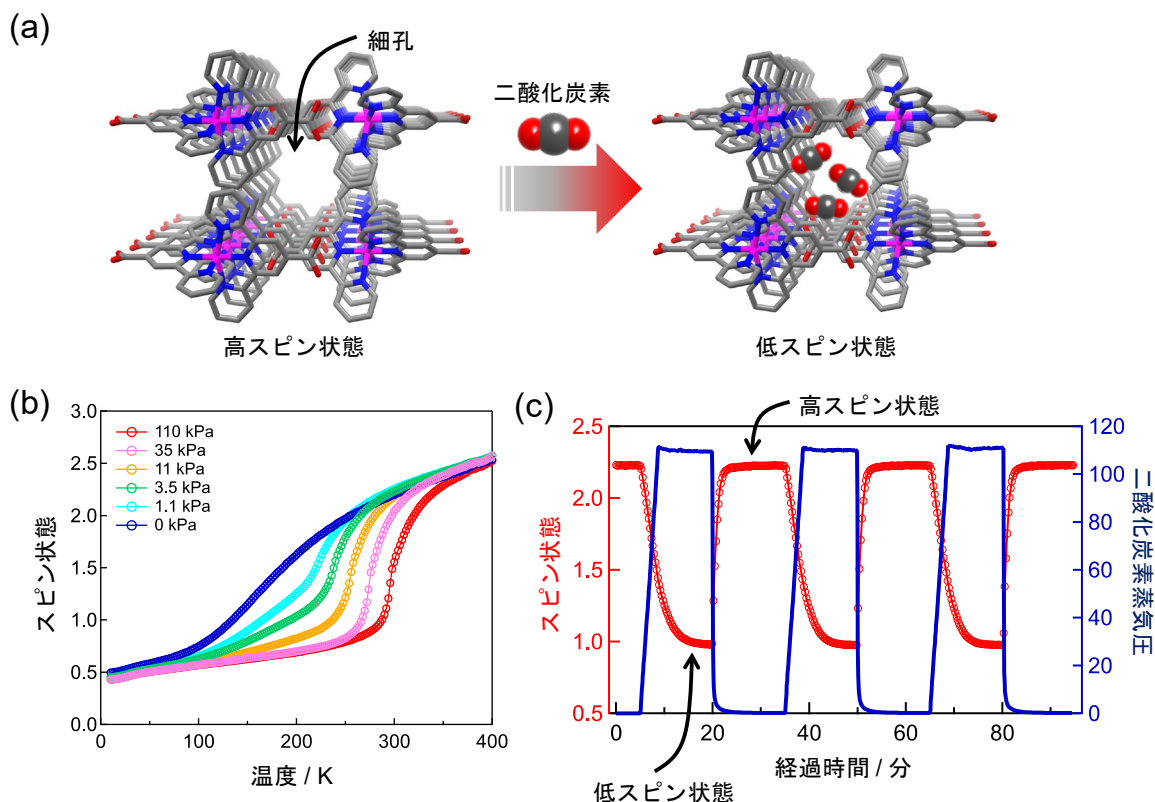 (a)
細孔
二酸化炭素
高スピン状態
低スピン状態
(b)
3.0
2.5
2.0
1.5
1.0
0.5
0.0
スピン状態
110 kPa
35 kPa
11 kPa
3.5 kPa
1.1 kPa
0 kPa
0
100
200
300
400
温度 / K
(c)
高スピン状態
2.5
2.0
1.5
1.0
0.5
スピン状態
120
100
80
60
40
20
0
二酸化炭素蒸気圧
0
20
40
60
80
経過時間 / 分
低スピン状態